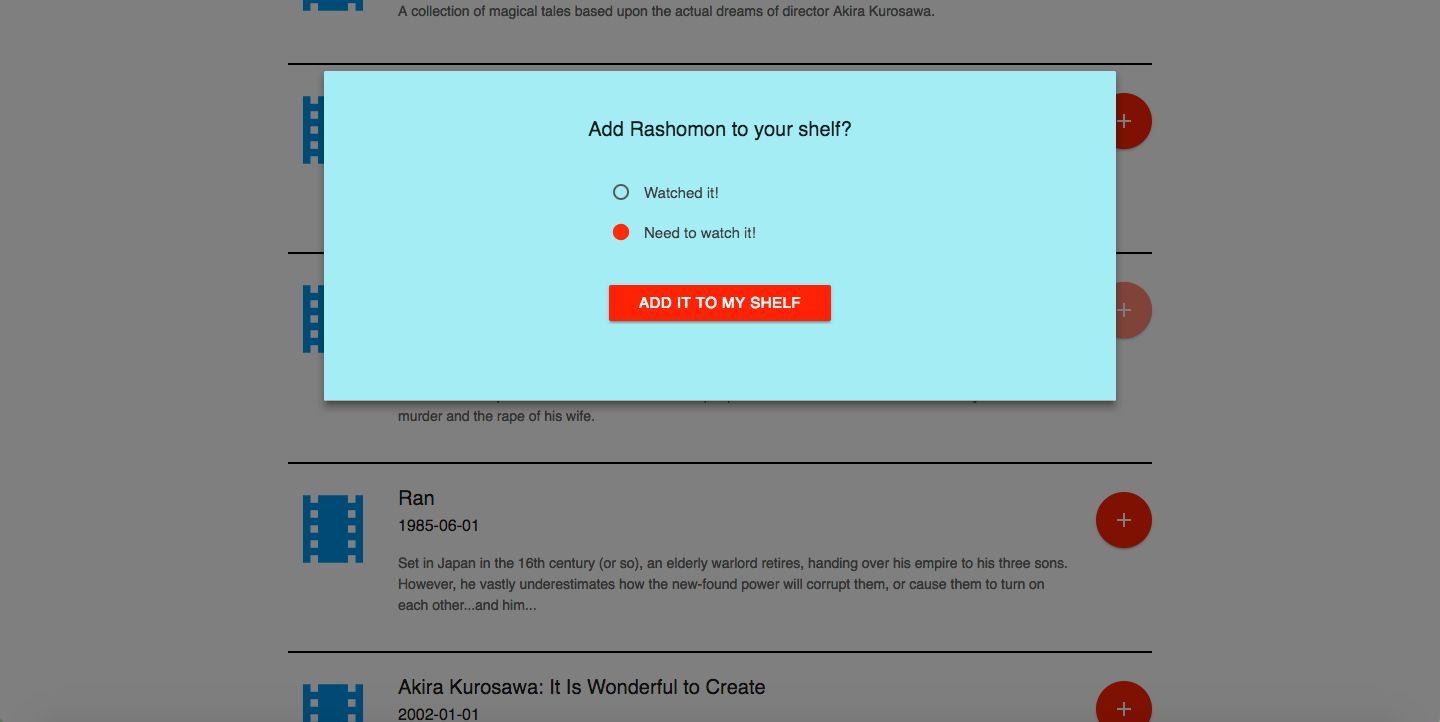 A collection of magical tales based upon the actual dreams of director Akira Kurosawa.
Add Rashomon to your shelf?
Watched it!
Need to watch it!
ADD IT TO MY SHELF
murder and the rape of his wife.
Ran
1985-06-01
Set in Japan in the 16th century (or so), an elderly warlord retires, handing over his empire to his three sons.
However, he vastly underestimates how the new-found power will corrupt them, or cause them to turn on
each other...and him...
Akira Kurosawa: It Is Wonderful to Create
2002-01-01